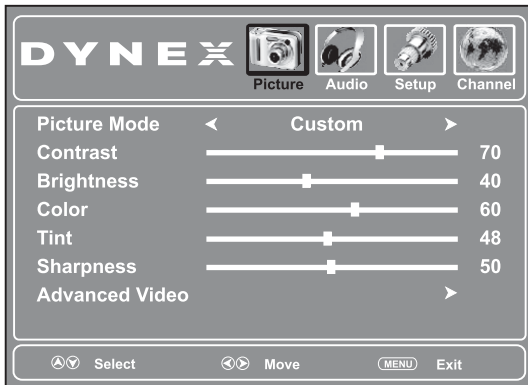 DYNEX
Picture Audio Setup Channel
Picture Mode Custom
Contrast 70
Brightness 40
Color 60
Tint 48
Sharpness 50
Advanced Video
Select Move MENU Exit